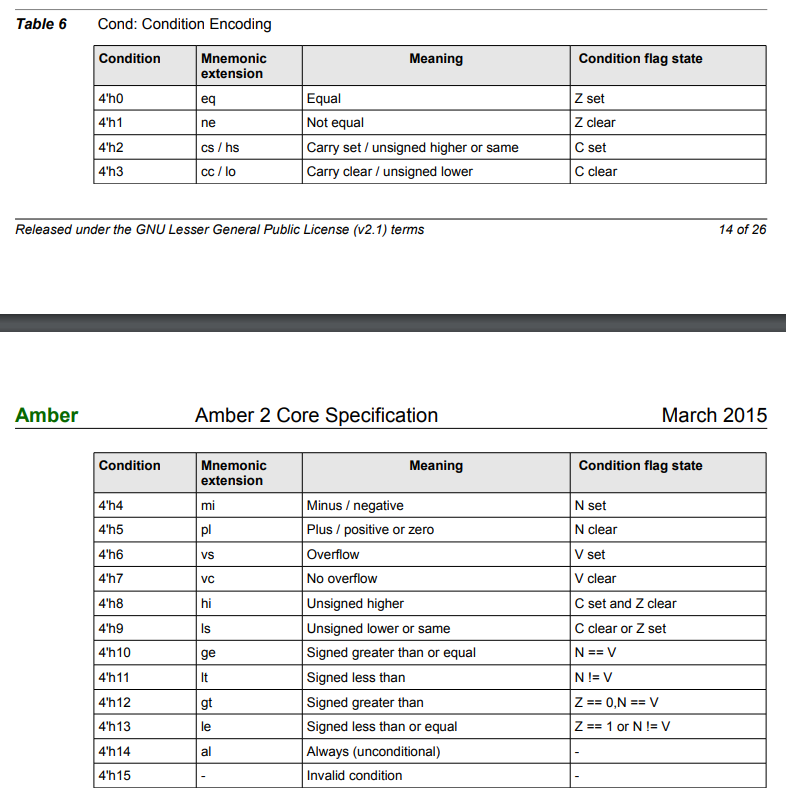 Table 6 Cond: Condition Encoding
Condition Mnemonic extension Meaning Condition flag state
4'h0 eq Equal Z set
4'h1 ne Not equal Z clear
4'h2 cs / hs Carry set / unsigned higher or same C set
4'h3 cc / lo Carry clear / unsigned lower C clear
Released under the GNU Lesser General Public License (v2.1) terms 14 of 26
Amber Amber 2 Core Specification March 2015
Condition Mnemonic extension Meaning Condition flag state
4'h4 mi Minus / negative N set
4'h5 pl Plus / positive or zero N clear
4'h6 vs Overflow V set
4'h7 vc No overflow V clear
4'h8 hi Unsigned higher C set and Z clear
4'h9 ls Unsigned lower or same C clear or Z set
4'h10 ge Signed greater than or equal N == V
4'h11 lt Signed less than N != V
4'h12 gt Signed greater than Z == 0,N == V
4'h13 le Signed less than or equal Z == 1 or N != V
4'h14 al Always (unconditional) -
4'h15 - Invalid condition -